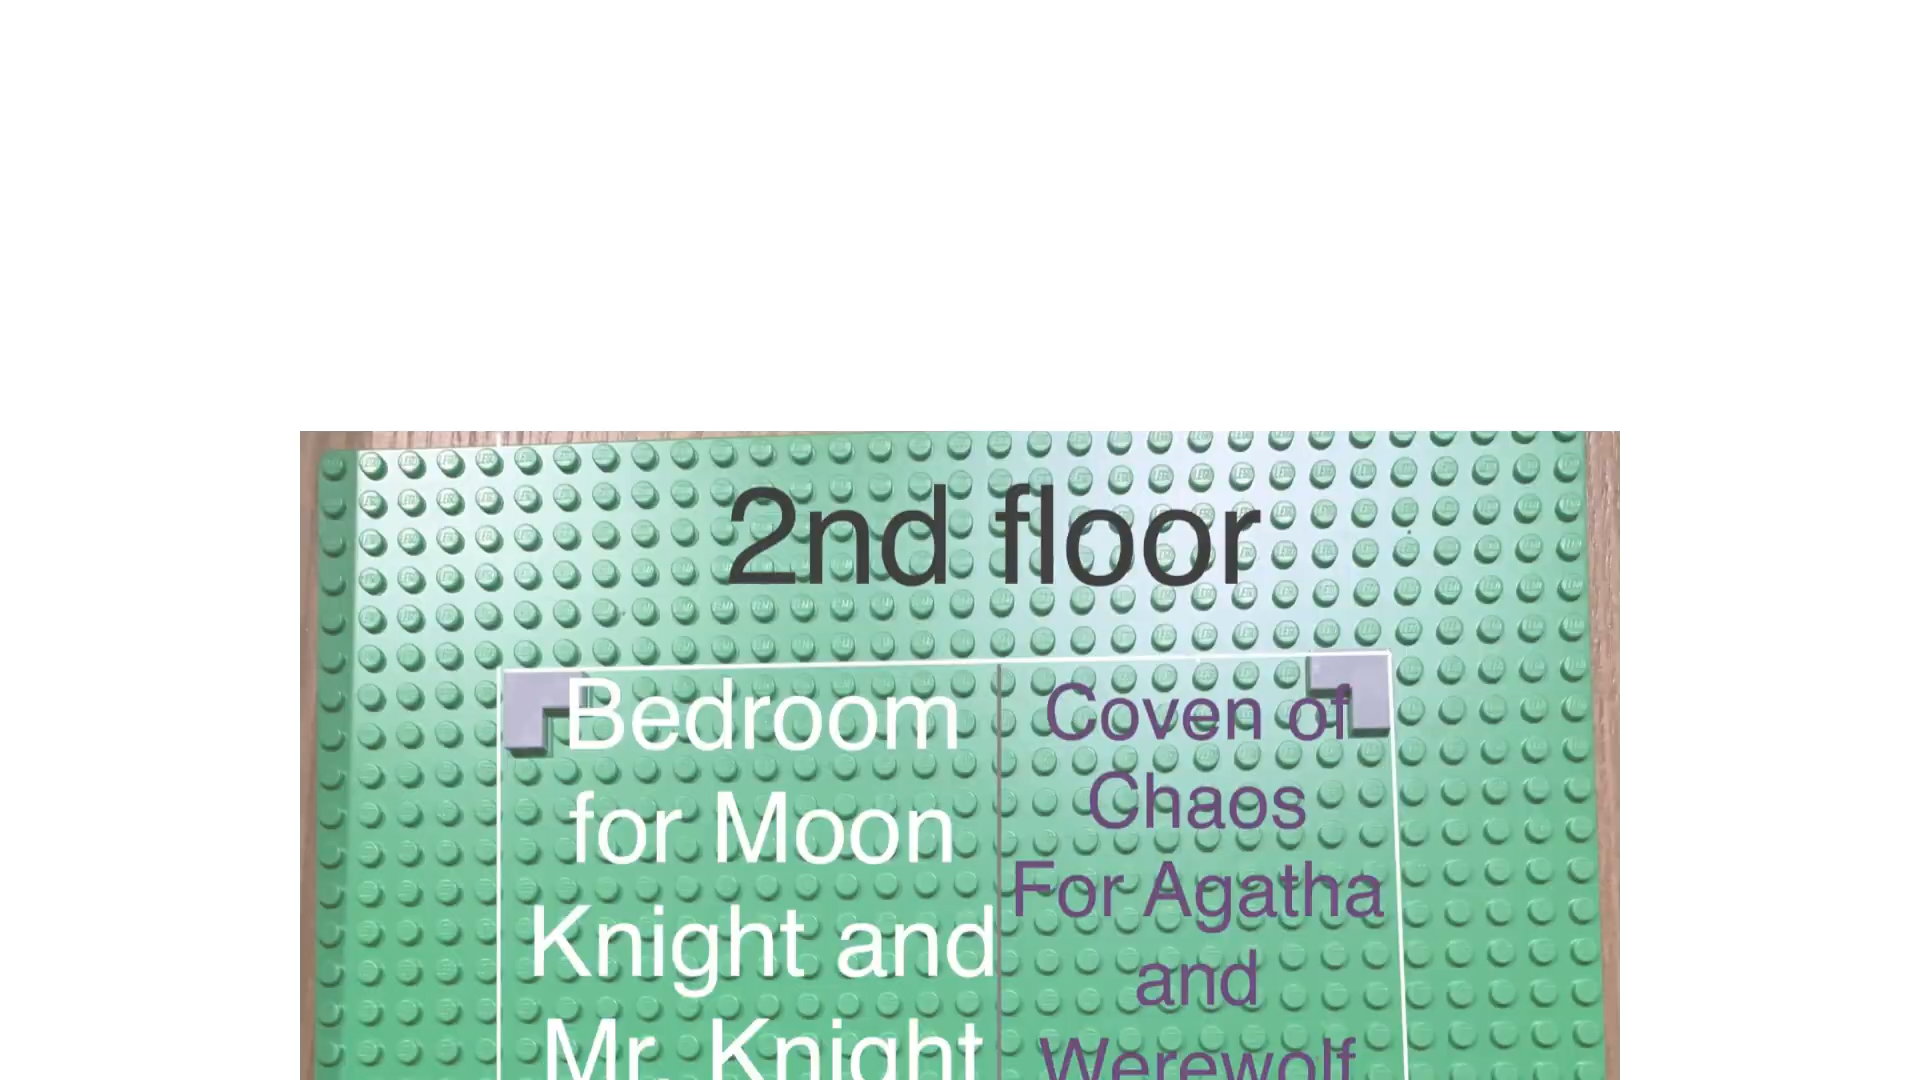 2nd floor
Bedroom
for Moon
Knight and
Mr. Knight
Coven of
Chaos
For Agatha
and
Werewolf